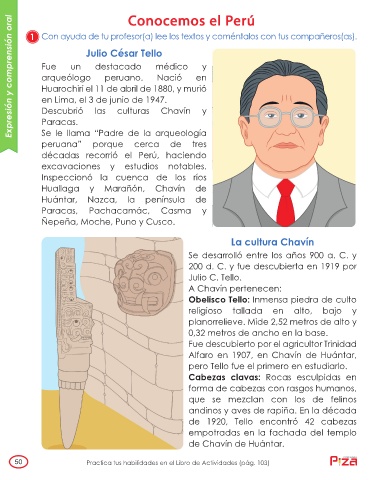 Expresión y comprensión oral
Conocemos el Perú
1 Con ayuda de tu profesor(a) lee los textos y coméntalos con tus compañeros(as).
Julio César Tello
Fue un destacado médico y
arqueólogo peruano. Nació en
Huarochirí el 11 de abril de 1880, y murió
en Lima, el 3 de junio de 1947.
Descubrió las culturas Chavín y
Paracas.
Se le llama "Padre de la arqueología
peruana" porque cerca de tres
décadas recorrió el Perú, haciendo
excavaciones y estudios notables.
Inspeccionó la cuenca de los ríos
Huallaga y Marañón, Chavín de
Huántar, Nazca, la península de
Paracas, Pachacamác, Casma y
Ñepeña, Moche, Puno y Cusco.
La cultura Chavín
Se desarrolló entre los años 900 a. C. y
200 d. C. y fue descubierta en 1919 por
Julio C. Tello.
A Chavín pertenecen:
Obelisco Tello: Inmensa piedra de culto
religioso tallada en alto, bajo y
planorrelieve. Mide 2,52 metros de alto y
0,32 metros de ancho en la base.
Fue descubierto por el agricultor Trinidad
Alfaro en 1907, en Chavín de Huántar,
pero Tello fue el primero en estudiarlo.
Cabezas clavas: Rocas esculpidas en
forma de cabezas con rasgos humanos,
que se mezclan con los de felinos
andinos y aves de rapiña. En la década
de 1920, Tello encontró 42 cabezas
empotradas en la fachada del templo
de Chavín de Huántar.
50
Practica tus habilidades en el Libro de Actividades (pág. 103)